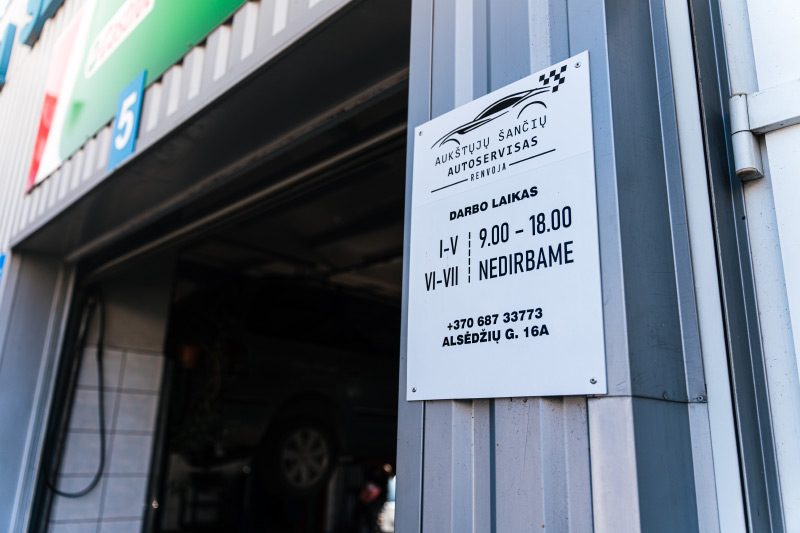 5
AUKŠTŲJŲ ŠANČIŲ
AUTOSERVISAS
RENVOJA
DARBO LAIKAS
I-V 9.00 – 18.00
VI-VII NEDIRBAME
+370 687 33773
ALSĖDŽIŲ G. 16A